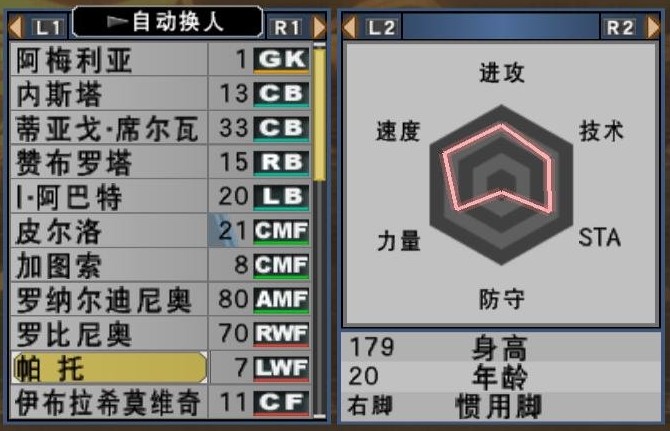 L1 ►自动换人 R1
阿梅利亚 1 GK
内斯塔 13 CB
蒂亚戈·席尔瓦 33 CB
赞布罗塔 15 RB
I·阿巴特 20 LB
皮尔洛 21 CMF
加图索 8 CMF
罗纳尔迪尼奥 80 AMF
罗比尼奥 70 RWF
帕 托 7 LWF
伊布拉希莫维奇 11 CF
L2 R2
进攻
速度 技术
力量 STA
防守
179 身高
20 年龄
右脚 惯用脚